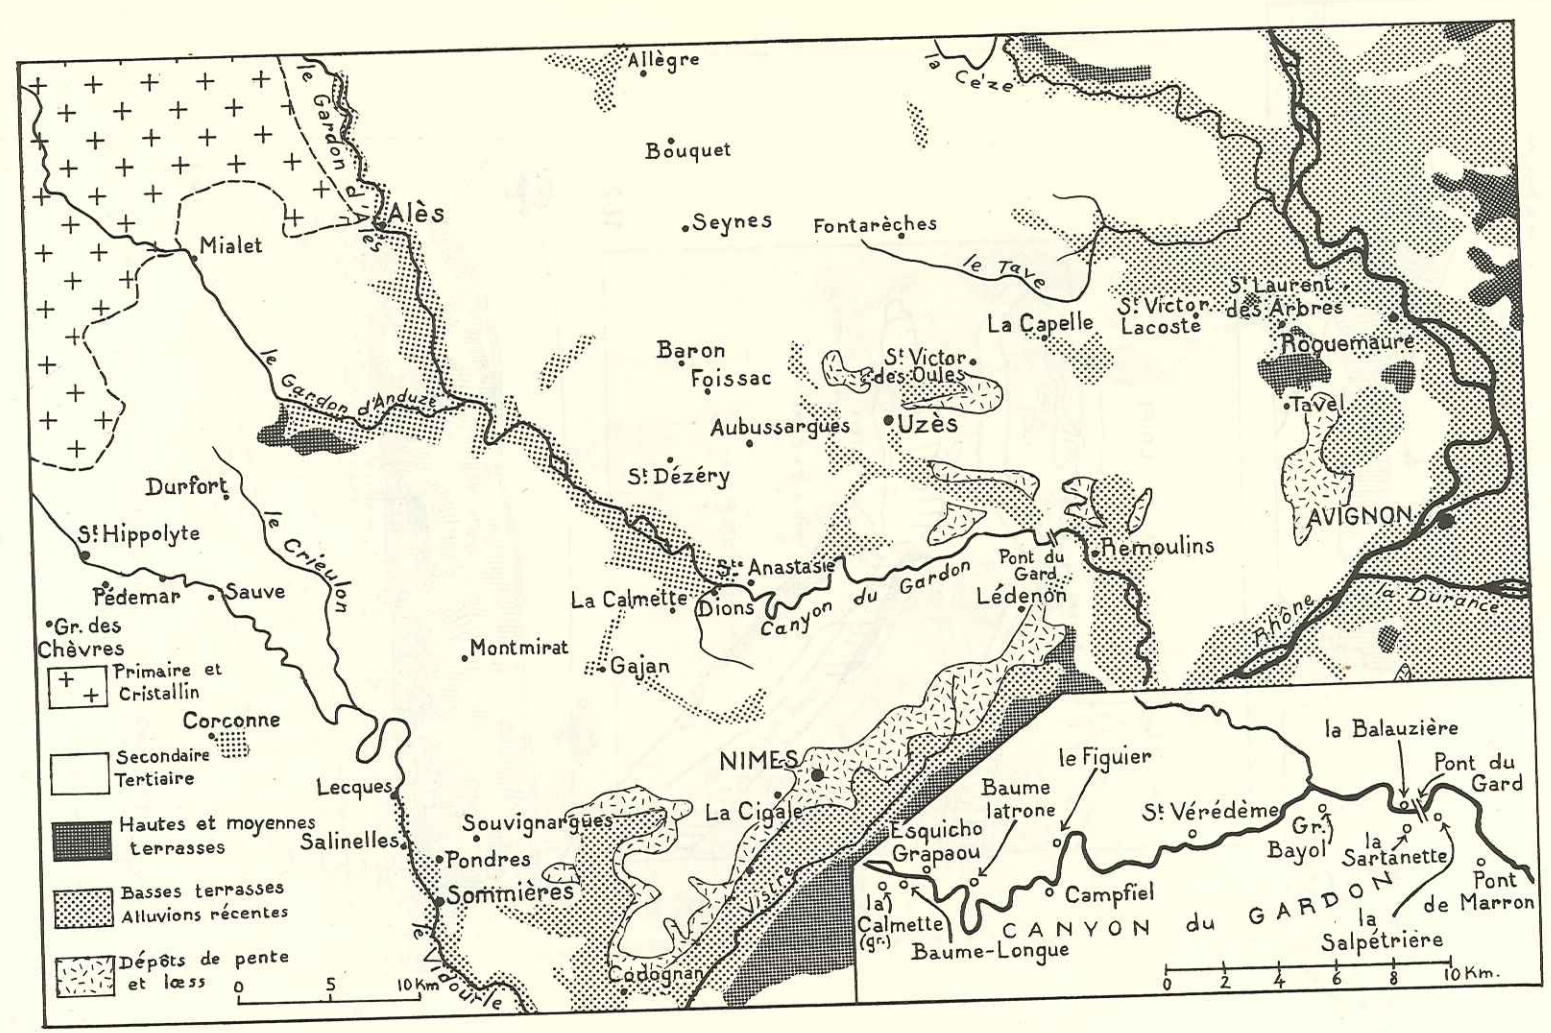 Allègre
la Cèze
le Gardon d'Alès
Bouquet
Alès
Seynes
Fontarèches
Mialet
le Tave
St Laurent
des Arbres
St Victor
Lacoste
La Capelle
Roquemaure
Baron
Foissac
St Victor
des Oules
le Gardon d'Anduze
Tavel
Aubussargues
Uzès
St Dézéry
Durfort
AVIGNON
St Hippolyte
le Crieulon
Ste Anastasie
Pont du
Gard
Remoulins
Pédemar
Sauve
La Calmette
Dions
Canyon du Gardon
Lédenon
la Durance
Rhône
Gr. des
Chèvres
Montmirat
Gajan
Primaire et
Cristallin
Corconne
Secondaire
Tertiaire
NIMES
Lecques
La Cigale
Hautes et moyennes
terrasses
Salinelles
Souvignargues
Pondres
Sommières
Vistre
Basses terrasses
Alluvions récentes
Dépôts de pente
et lœss
le Vidourle
Codognan
0 5 10 Km
la Balauzière
le Figuier
Pont du
Gard
Baume
latrone
St Vérédème
Esquicho
Grapaou
Gr.
Bayol
la
Sartanette
Campfiel
Pont
de Marron
la
Calmette
(gr.)
Baume-Longue
CANYON du GARDON
la
Salpétrière
0 2 4 6 8 10 Km.